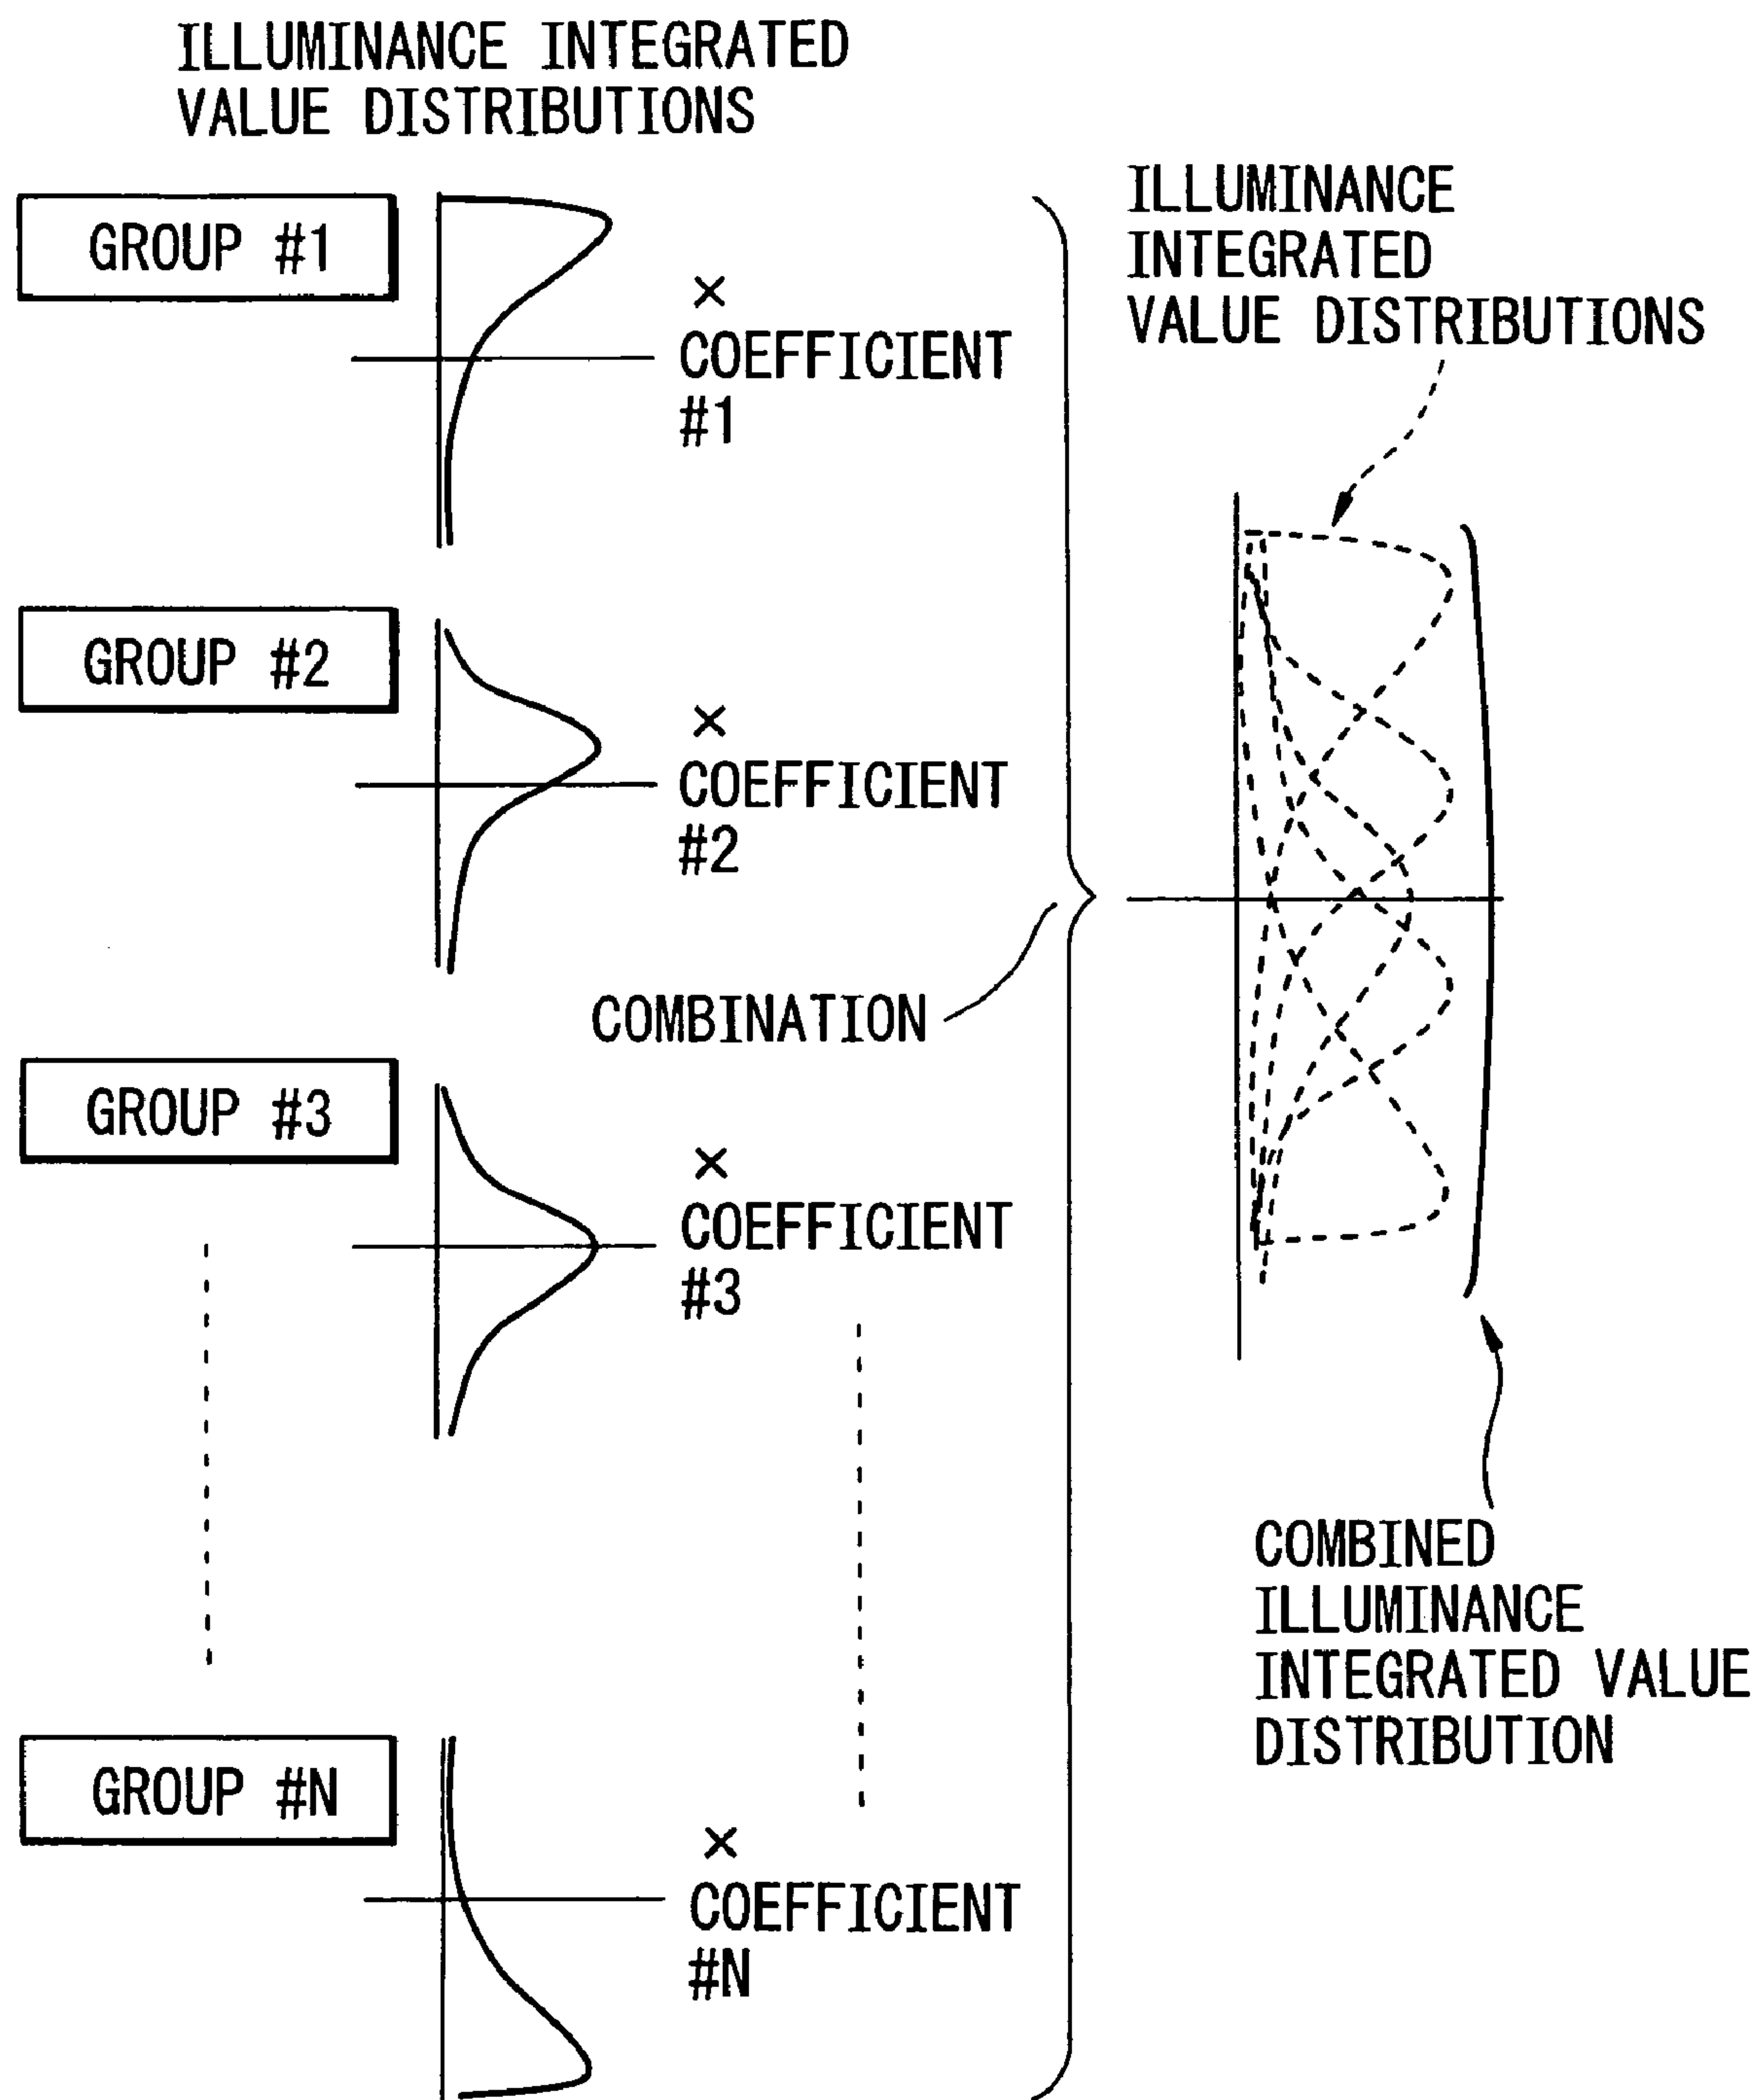 ILLUMINANCE INTEGRATED
VALUE DISTRIBUTIONS
GROUP #1
×
COEFFICIENT
#1
GROUP #2
×
COEFFICIENT
#2
COMBINATION
GROUP #3
×
COEFFICIENT
#3
GROUP #N
×
COEFFICIENT
#N
ILLUMINANCE
INTEGRATED
VALUE DISTRIBUTIONS
COMBINED
ILLUMINANCE
INTEGRATED VALUE
DISTRIBUTION